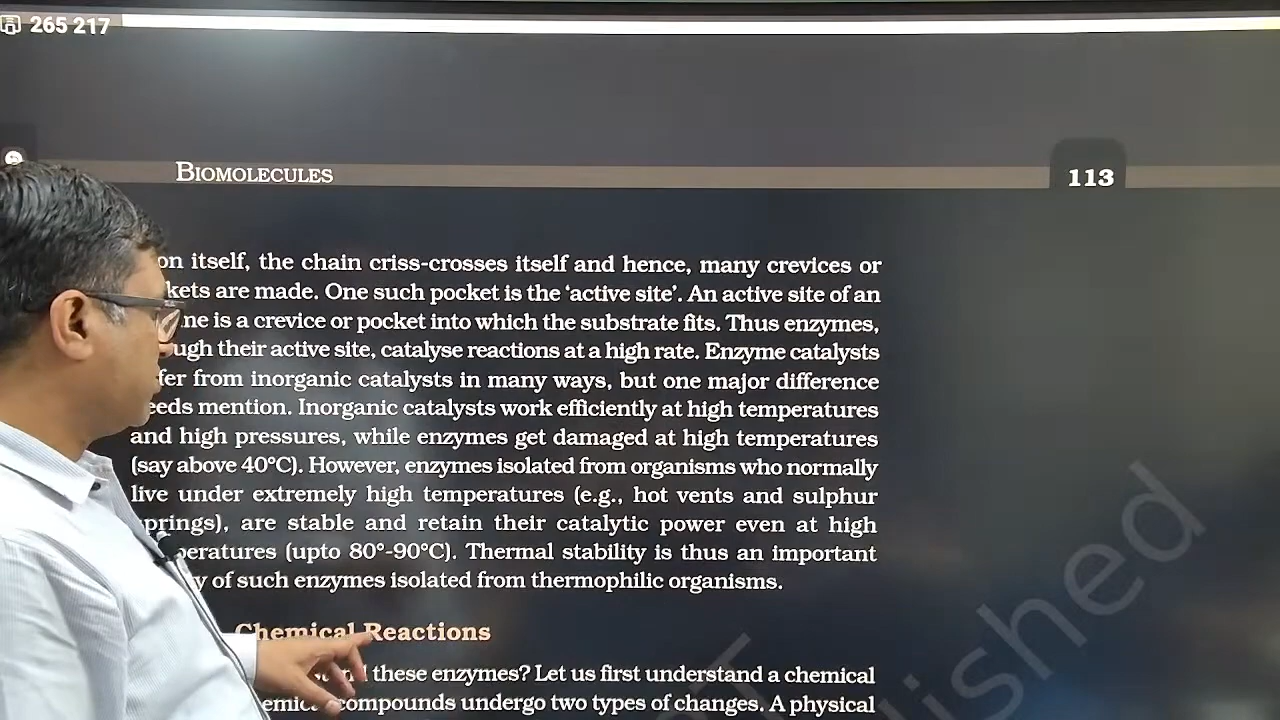 265 217
BIOMOLECULES
113
on itself, the chain criss-crosses itself and hence, many crevices or
kets are made. One such pocket is the ‘active site’. An active site of an
ne is a crevice or pocket into which the substrate fits. Thus enzymes,
ugh their active site, catalyse reactions at a high rate. Enzyme catalysts
fer from inorganic catalysts in many ways, but one major difference
eeds mention. Inorganic catalysts work efficiently at high temperatures
and high pressures, while enzymes get damaged at high temperatures
(say above 40°C). However, enzymes isolated from organisms who normally
live under extremely high temperatures (e.g., hot vents and sulphur
prings), are stable and retain their catalytic power even at high
peratures (upto 80°-90°C). Thermal stability is thus an important
y of such enzymes isolated from thermophilic organisms.
Chemical Reactions
these enzymes? Let us first understand a chemical
compounds undergo two types of changes. A physical
lished